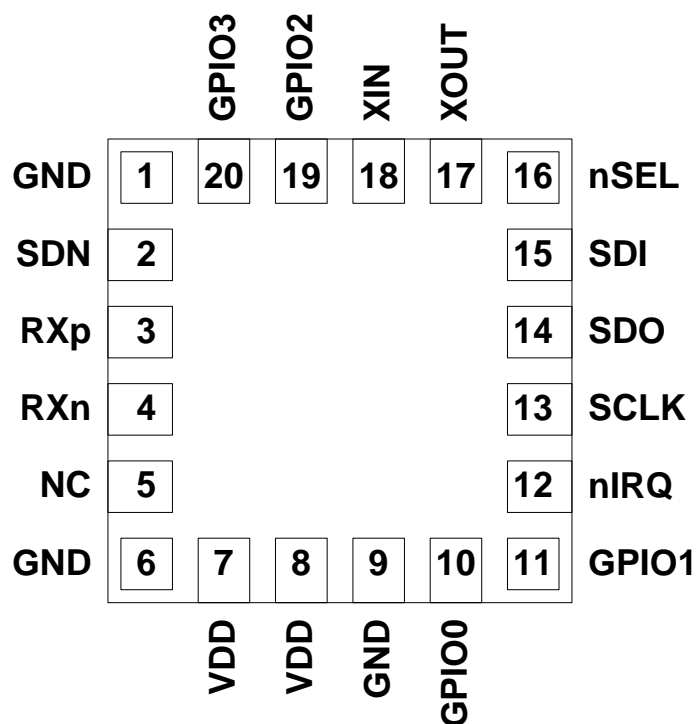 GPIO3 GPIO2 XIN XOUT
GND 1 20 19 18 17 16 nSEL
SDN 2 15 SDI
RXp 3 14 SDO
RXn 4 13 SCLK
NC 5 12 nIRQ
GND 6 7 8 9 10 11 GPIO1
VDD VDD GND GPIO0